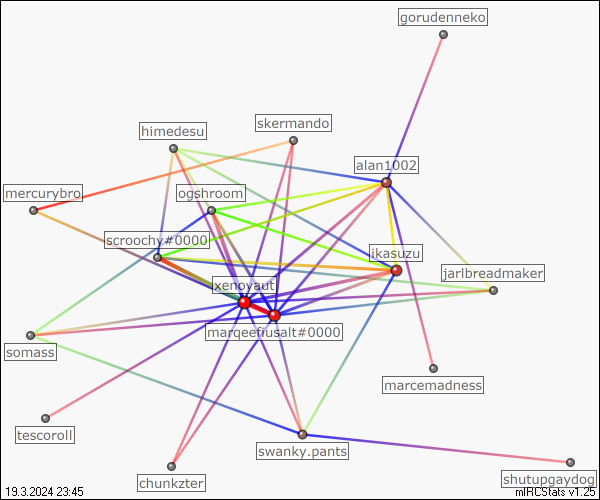 gorudenneko
skermando
himedesu
alan1002
mercurybro
ogshroom
scroochy#0000
ikasuzu
jarlbreadmaker
xenoyaut
marqeefiusalt#0000
somass
marcemadness
tescoroll
swanky.pants
chunkzter
shutupgaydog
19.3.2024 23:45
mIRCStats v1.25